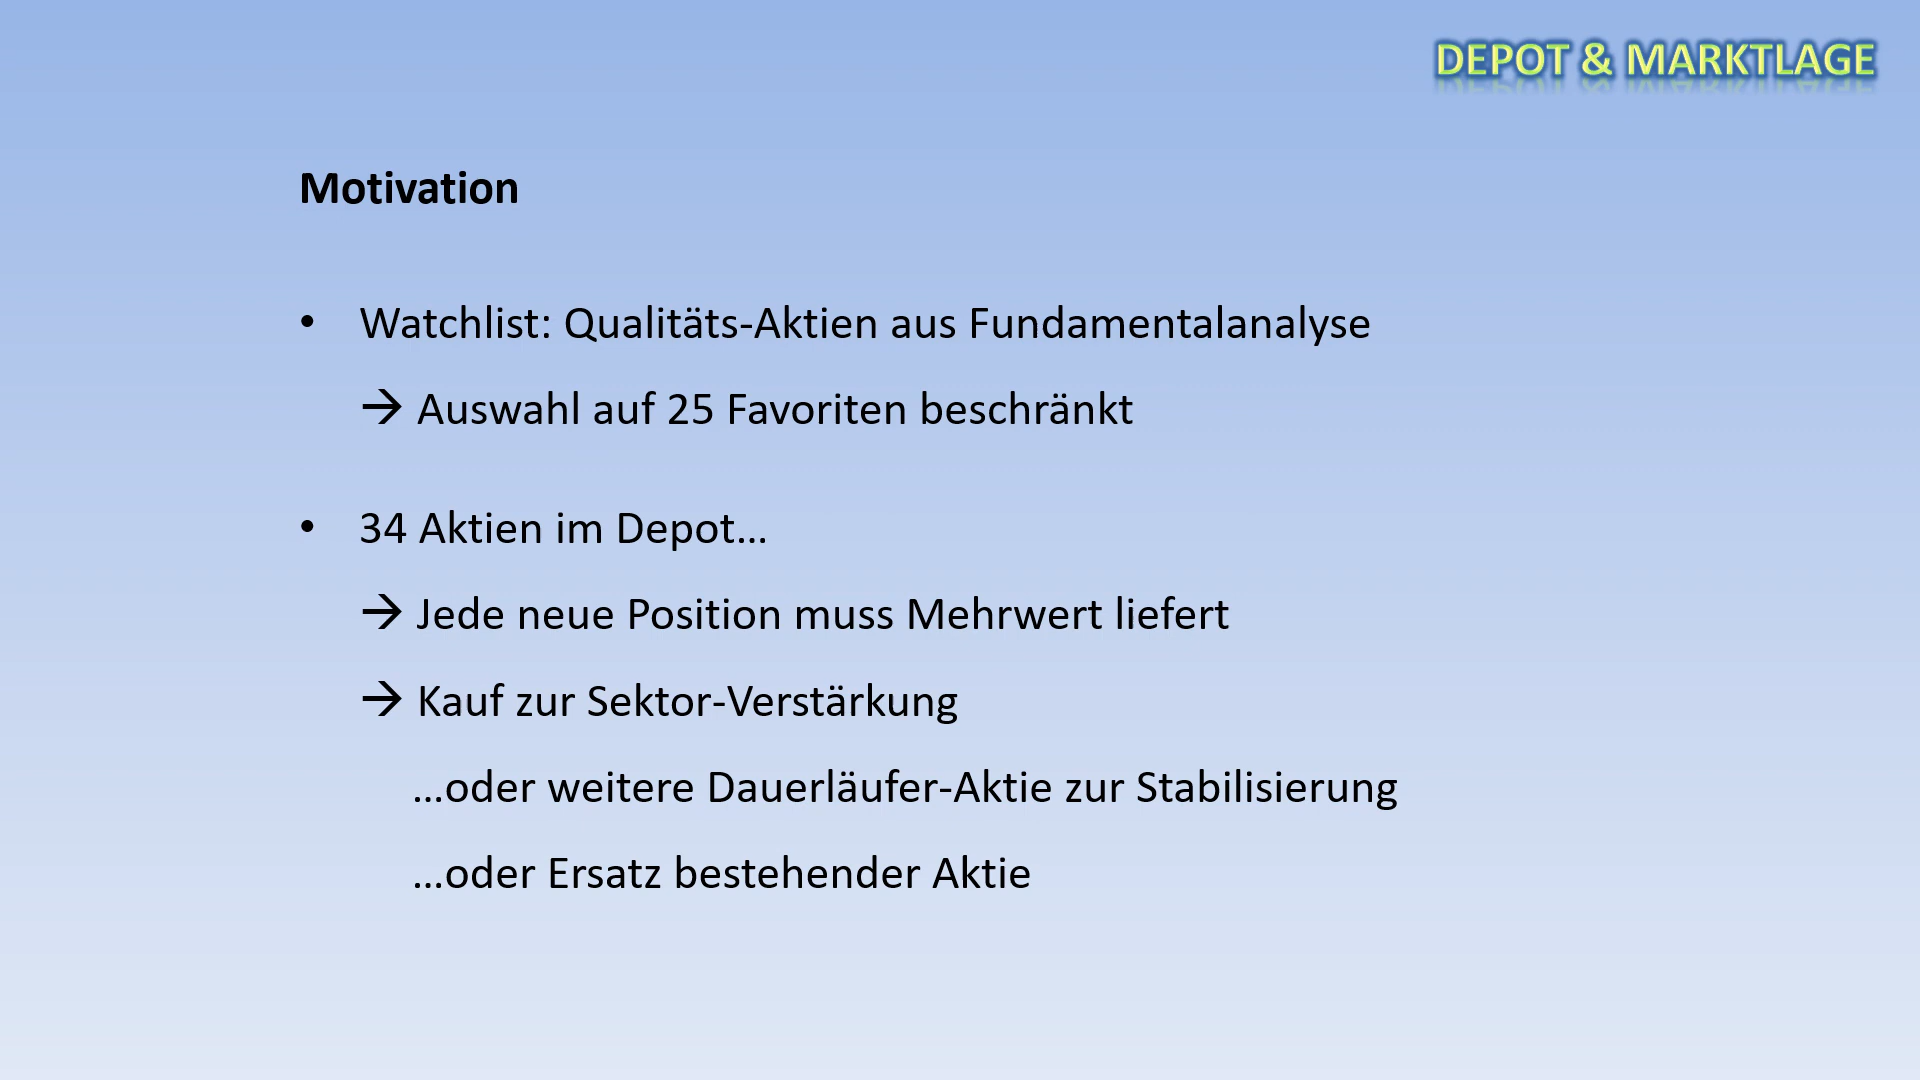 DEPOT & MARKTLAGE
Motivation
• Watchlist: Qualitäts-Aktien aus Fundamentalanalyse
→ Auswahl auf 25 Favoriten beschränkt
• 34 Aktien im Depot…
→ Jede neue Position muss Mehrwert liefert
→ Kauf zur Sektor-Verstärkung
…oder weitere Dauerläufer-Aktie zur Stabilisierung
…oder Ersatz bestehender Aktie